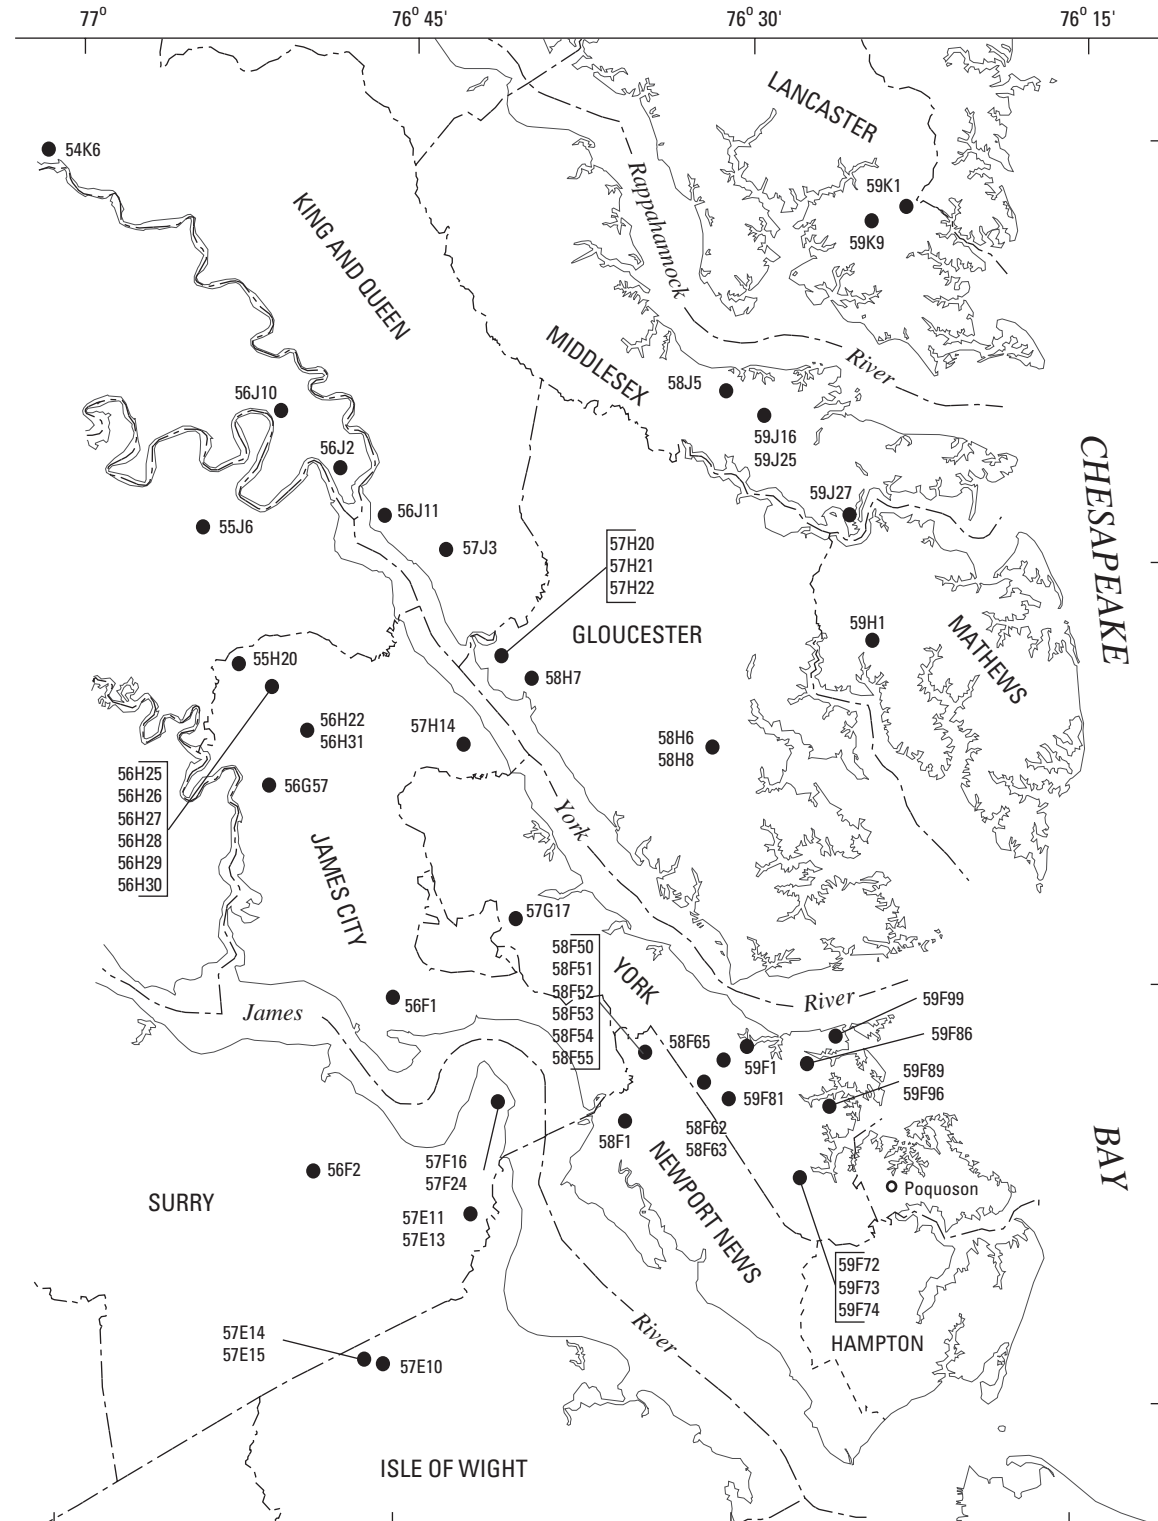 77o
76o 45'
76o 30'
76o 15'
LANCASTER
54K6
59K1
59K9
KING AND QUEEN
Rappahannock
River
MIDDLESEX
58J5
59J16
59J25
56J10
56J2
59J27
56J11
55J6
57J3
CHESAPEAKE
57H20
57H21
57H22
GLOUCESTER
59H1
MATHEWS
55H20
58H7
56H22
56H31
57H14
58H6
58H8
56H25
56H26
56H27
56H28
56H29
56H30
56G57
York
JAMES CITY
57G17
58F50
58F51
58F52
58F53
58F54
58F55
YORK
River
59F99
56F1
James
59F86
58F65
59F1
59F89
59F96
59F81
58F62
58F63
58F1
BAY
57F16
57F24
56F2
NEWPORT NEWS
Poquoson
SURRY
57E11
57E13
59F72
59F73
59F74
River
HAMPTON
57E14
57E15
57E10
ISLE OF WIGHT